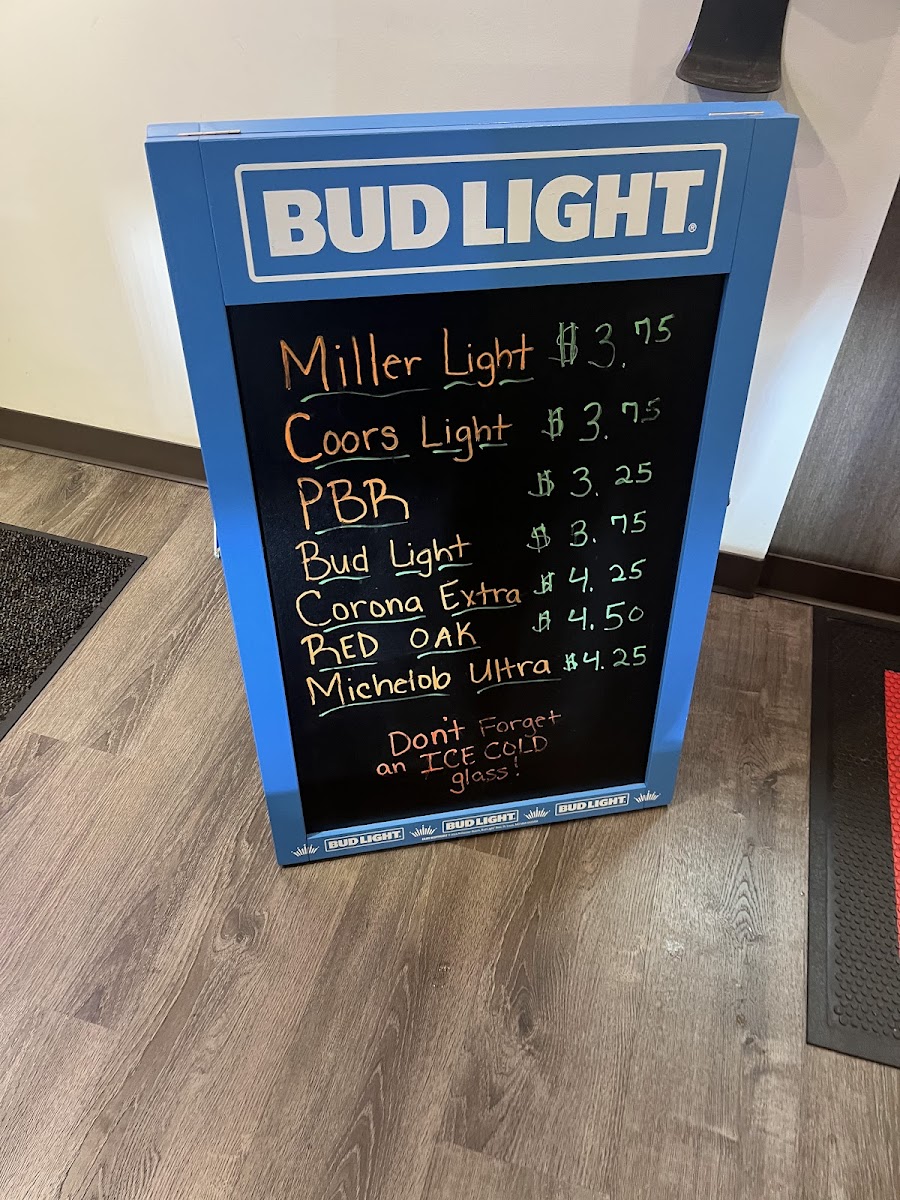 BUD LIGHT®
Miller Light $3.75
Coors Light $3.75
PBR $3.25
Bud Light $3.75
Corona Extra $4.25
RED OAK $4.50
Michelob Ultra $4.25
Don't Forget
an ICE COLD
glass!
BUD LIGHT. BUD LIGHT. BUD LIGHT.